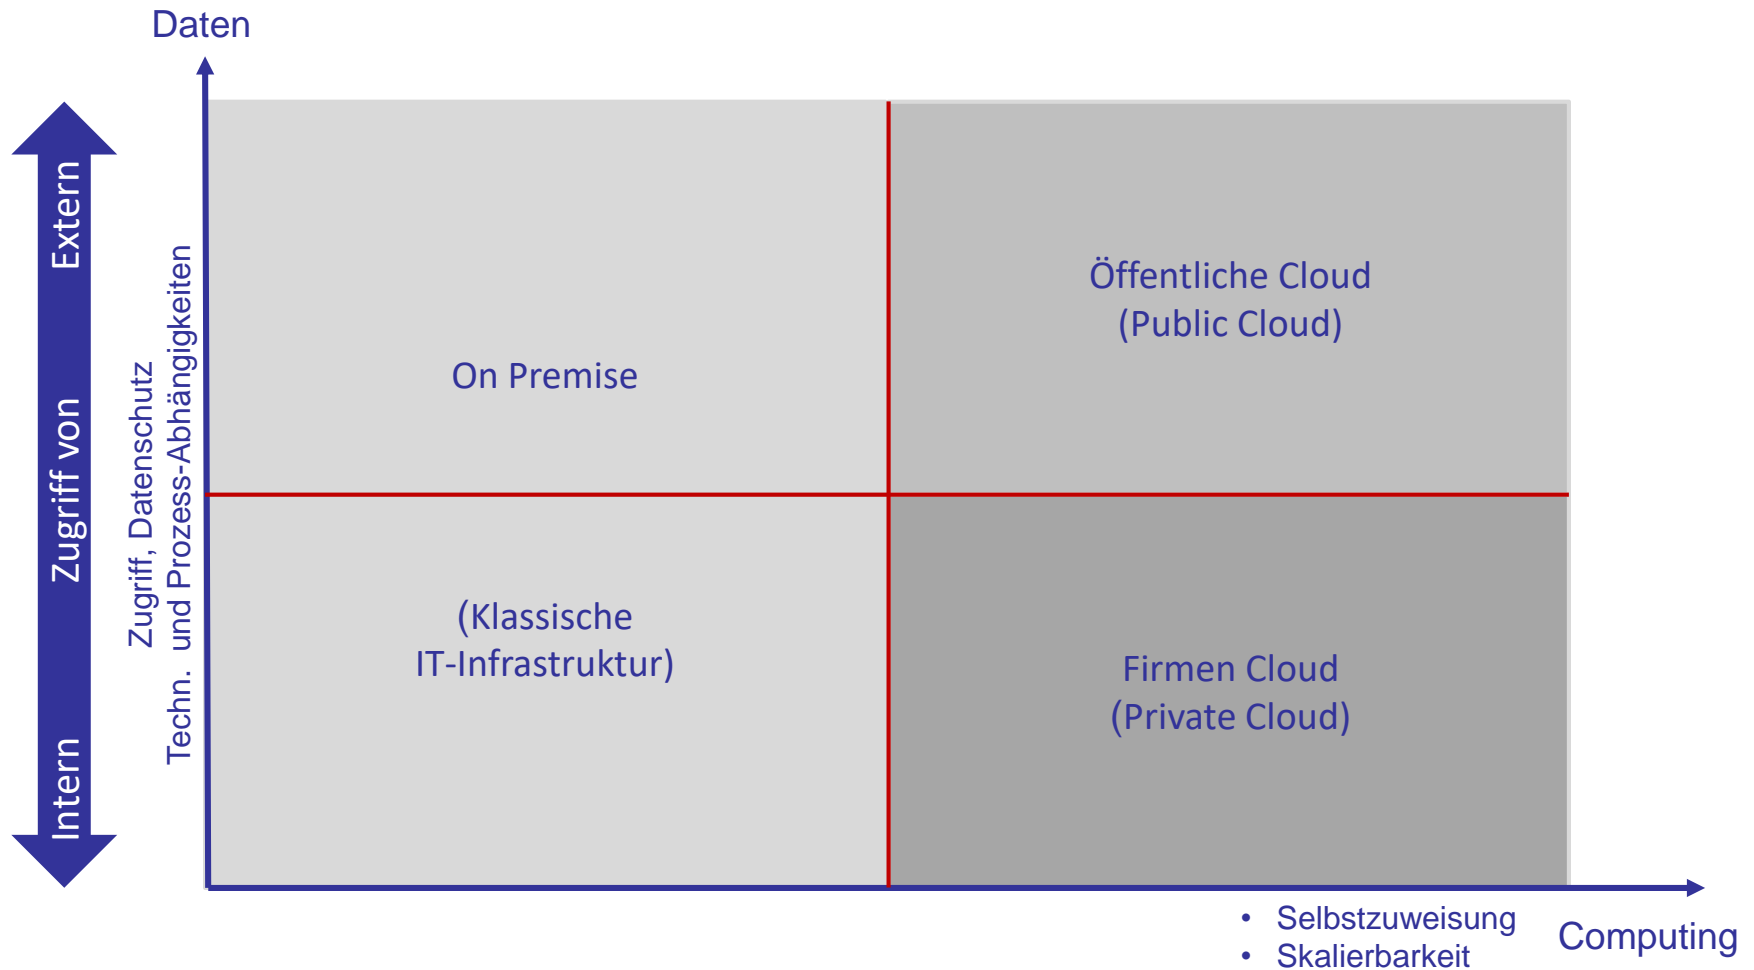 Daten
Extern
Zugriff von
Intern
Zugriff, Datenschutz
Techn. und Prozess-Abhängigkeiten
On Premise
(Klassische
IT-Infrastruktur)
Öffentliche Cloud
(Public Cloud)
Firmen Cloud
(Private Cloud)
• Selbstzuweisung
• Skalierbarkeit
Computing